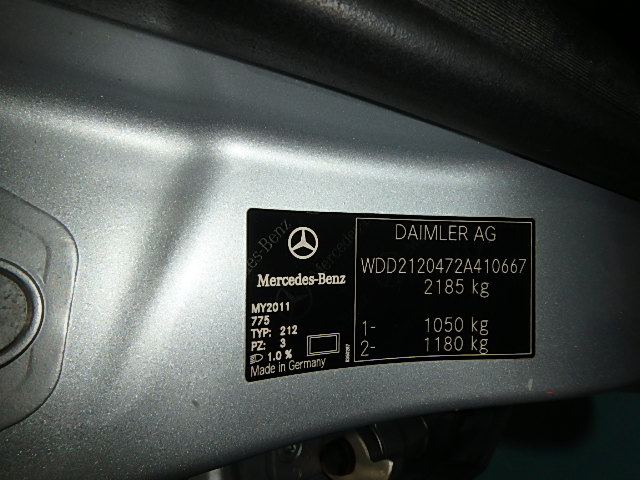 Mercedes-Benz
MY2011
775
TYP: 212
PZ: 3
1.0 %
Made in Germany
DAIMLER AG
WDD2120472A410667
2185 kg
1- 1050 kg
2- 1180 kg